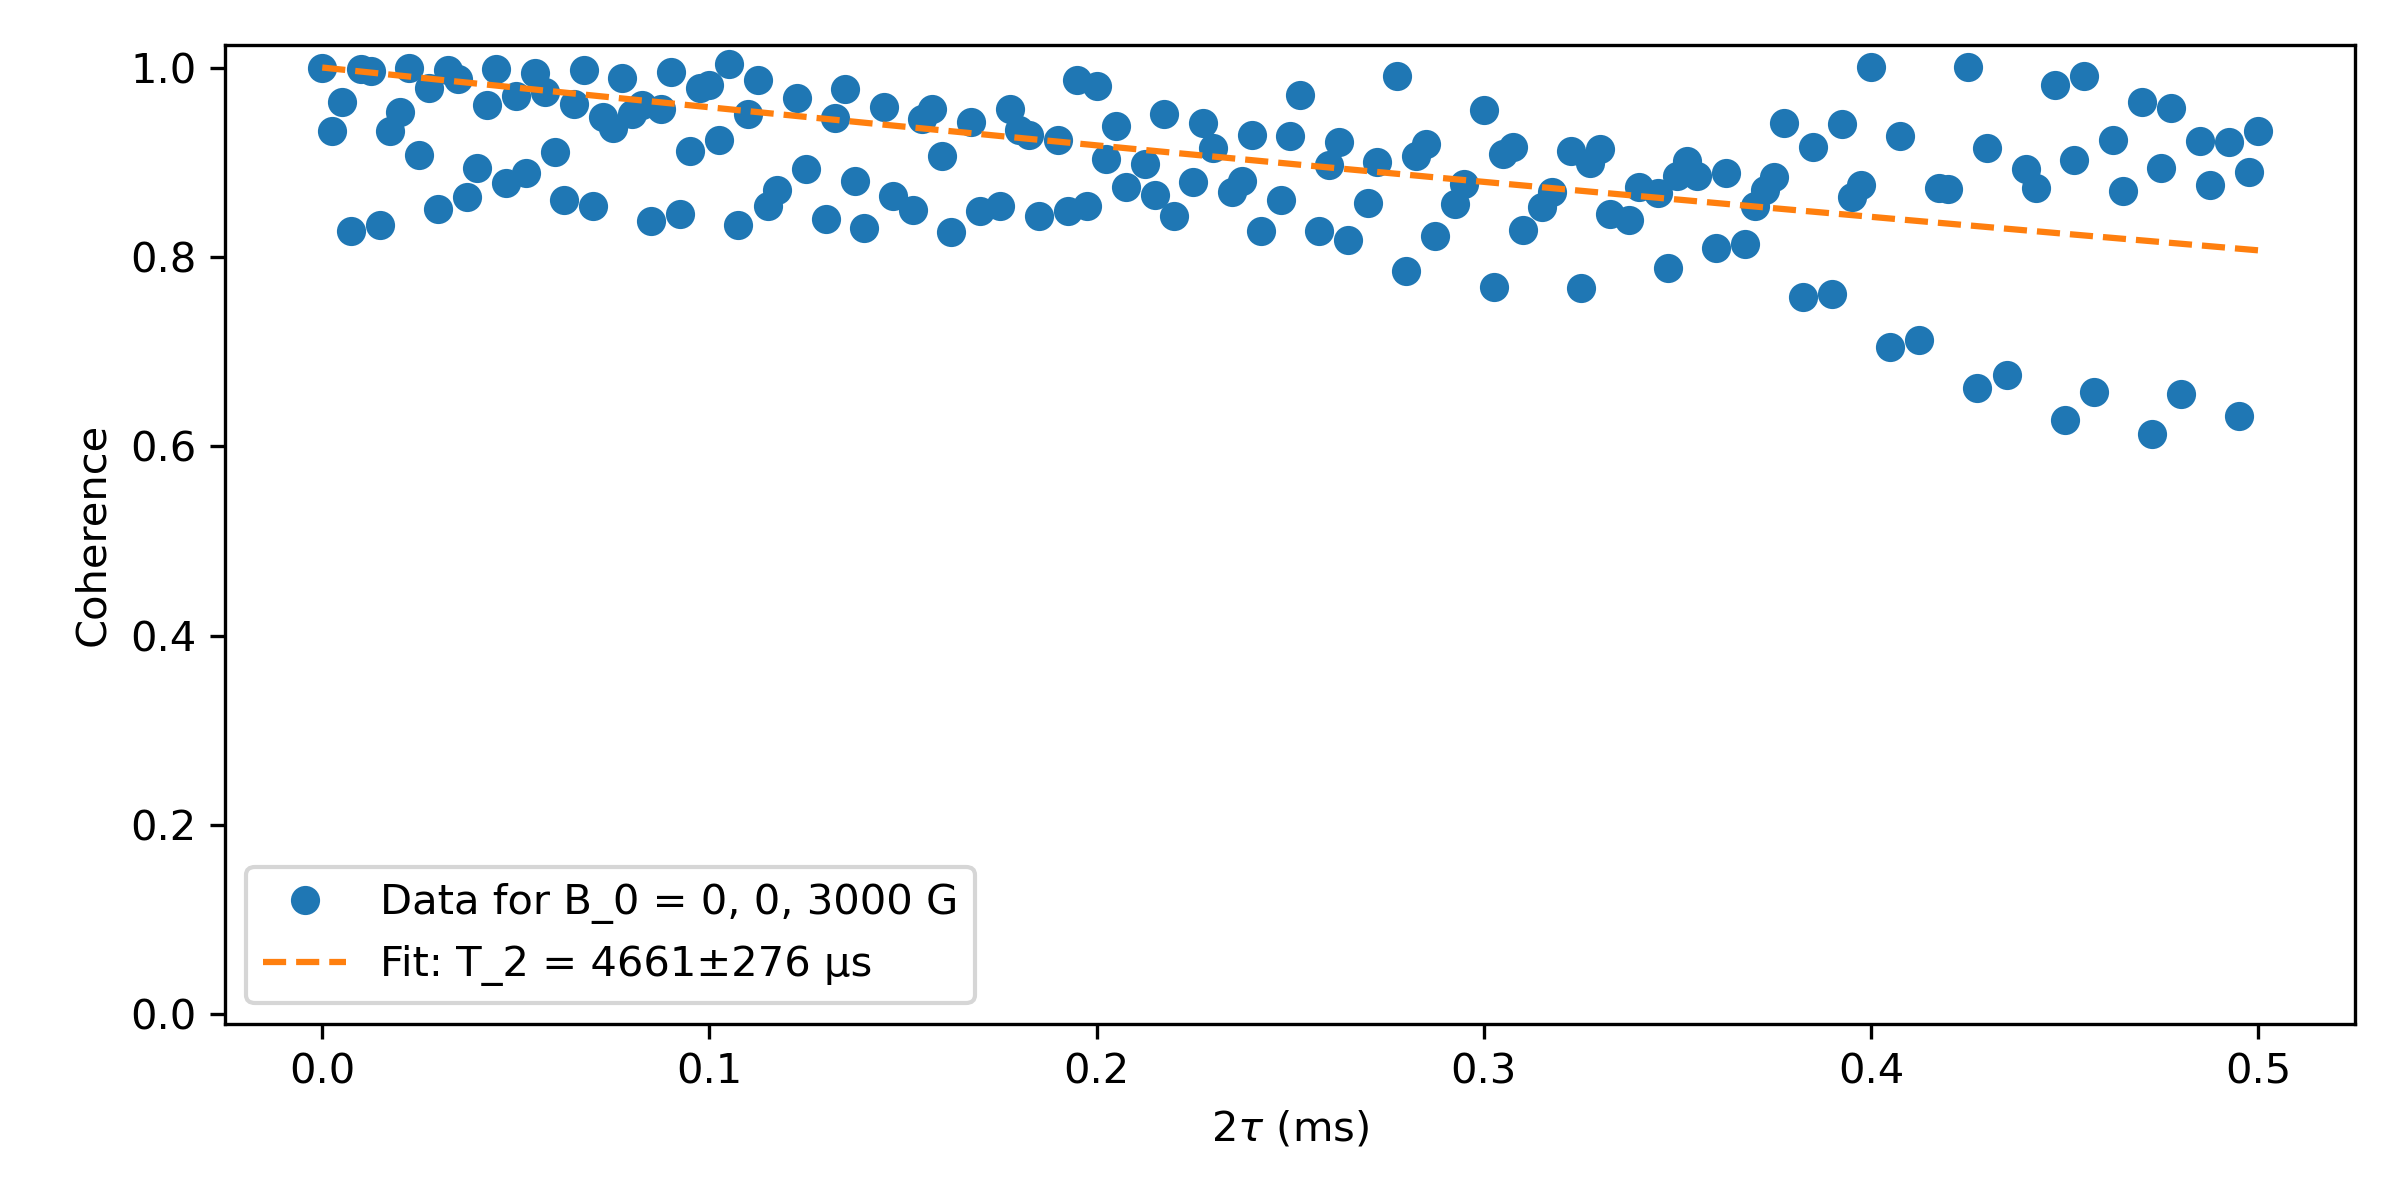 1.0
0.8
0.6
0.4
0.2
0.0
Coherence
Data for B_0 = 0, 0, 3000 G
Fit: T_2 = 4661±276 μs
0.0 0.1 0.2 0.3 0.4 0.5
2τ (ms)